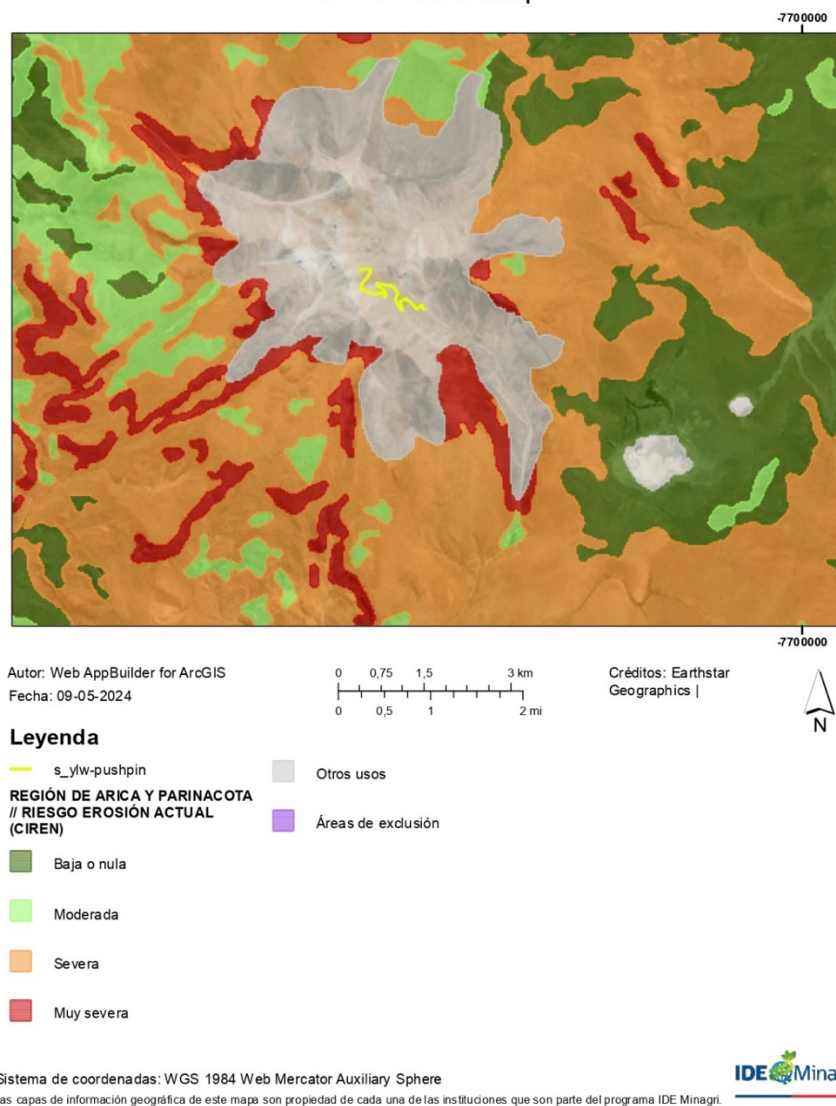 -7700000
-7700000
Autor: Web AppBuilder for ArcGIS
Fecha: 09-05-2024
0 0,75 1,5 3 km
0 0,5 1 2 mi
Créditos: Earthstar
Geographics |
N
Leyenda
s_ylw-pushpin
REGIÓN DE ARICA Y PARINACOTA
// RIESGO EROSIÓN ACTUAL
(CIREN)
Baja o nula
Moderada
Severa
Muy severa
Otros usos
Áreas de exclusión
Sistema de coordenadas: WGS 1984 Web Mercator Auxiliary Sphere
as capas de información geográfica de este mapa son propiedad de cada una de las instituciones que son parte del programa IDE Minagri.
IDE Mina